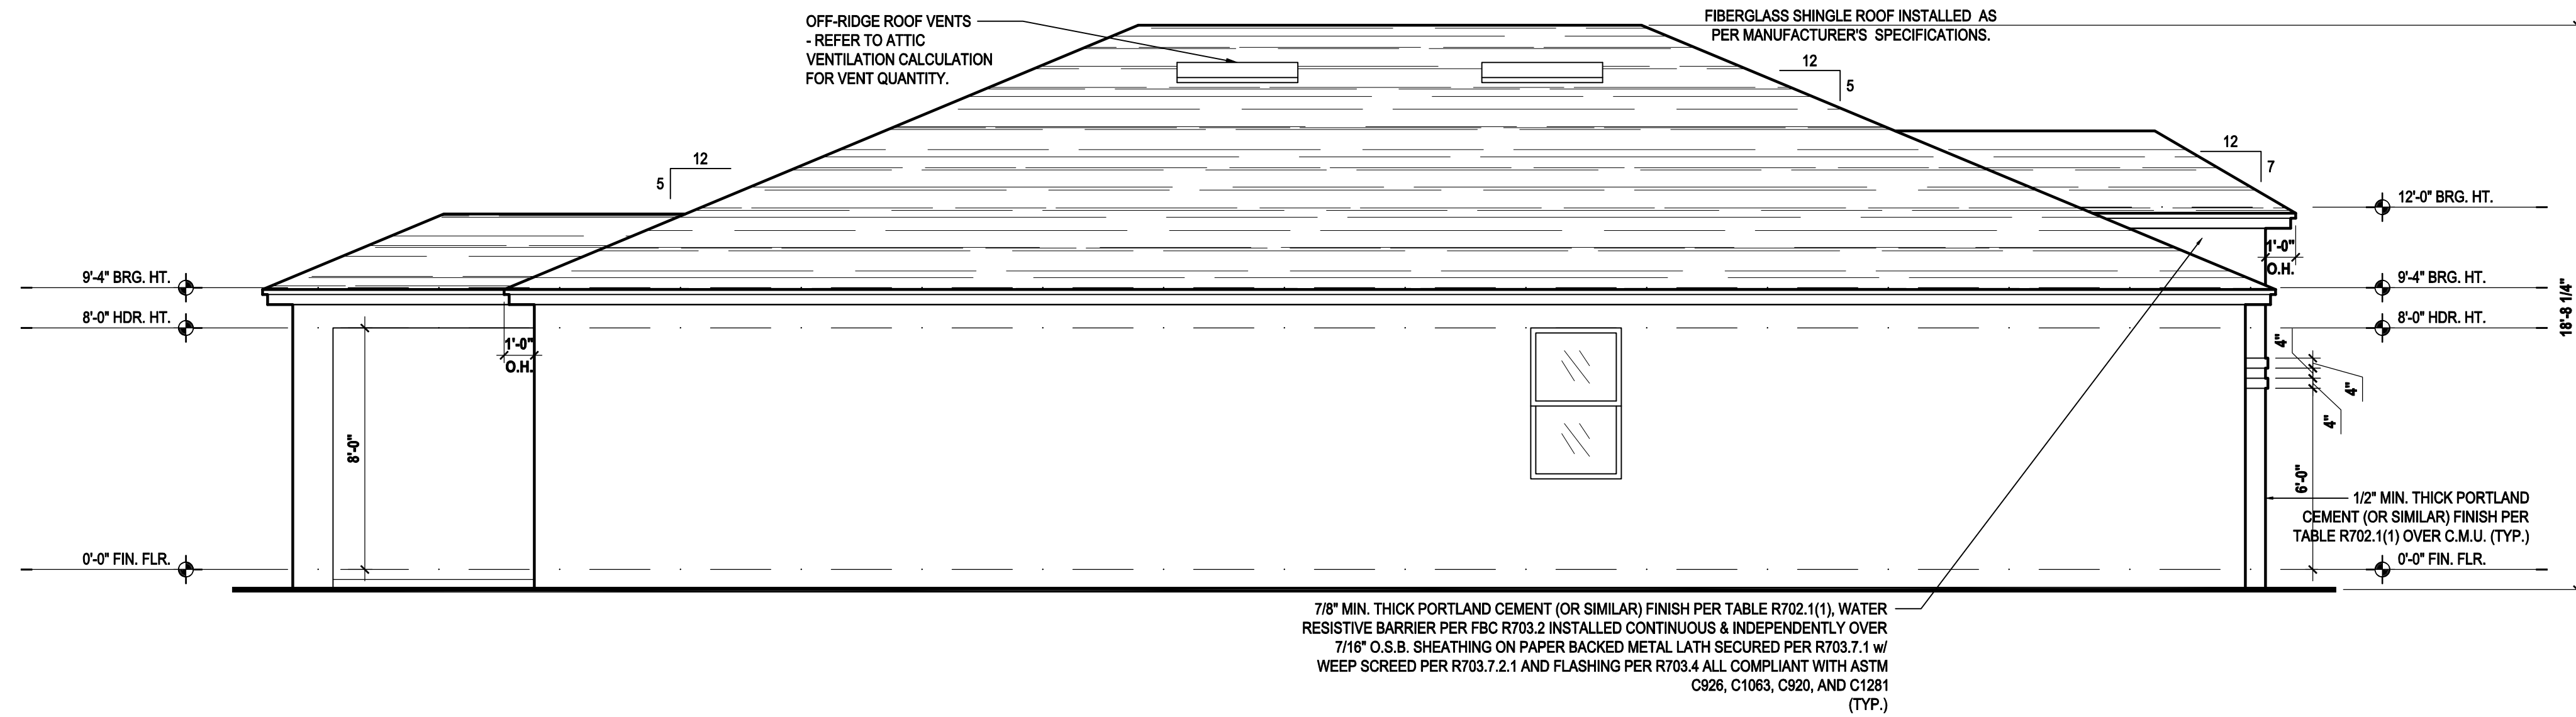 OFF-RIDGE ROOF VENTS
- REFER TO ATTIC
VENTILATION CALCULATION
FOR VENT QUANTITY.
FIBERGLASS SHINGLE ROOF INSTALLED AS
PER MANUFACTURER'S SPECIFICATIONS.
12
5
12
5
12
7
12'-0" BRG. HT.
1'-0"
O.H.
9'-4" BRG. HT.
9'-4" BRG. HT.
8'-0" HDR. HT.
8'-0" HDR. HT.
18'-8 1/4"
1'-0"
O.H.
4"
4"
4"
8'-0"
6'-0"
1/2" MIN. THICK PORTLAND
CEMENT (OR SIMILAR) FINISH PER
TABLE R702.1(1) OVER C.M.U. (TYP.)
0'-0" FIN. FLR.
0'-0" FIN. FLR.
7/8" MIN. THICK PORTLAND CEMENT (OR SIMILAR) FINISH PER TABLE R702.1(1), WATER
RESISTIVE BARRIER PER FBC R703.2 INSTALLED CONTINUOUS & INDEPENDENTLY OVER
7/16" O.S.B. SHEATHING ON PAPER BACKED METAL LATH SECURED PER R703.7.1 w/
WEEP SCREED PER R703.7.2.1 AND FLASHING PER R703.4 ALL COMPLIANT WITH ASTM
C926, C1063, C920, AND C1281
(TYP.)